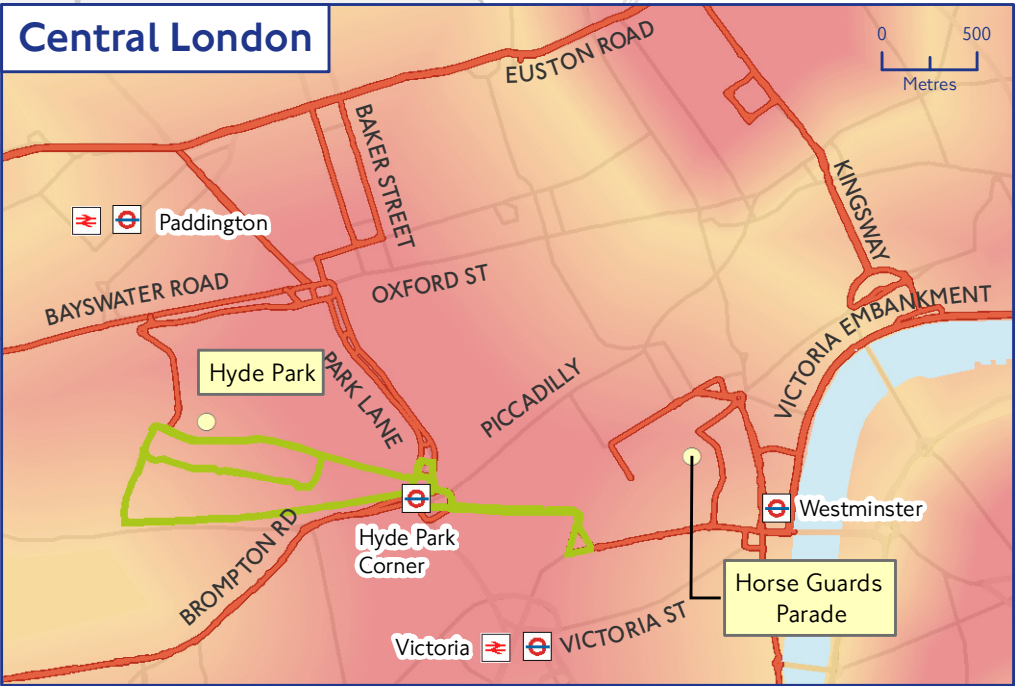 Central London
0 500
Metres
EUSTON ROAD
BAKER STREET
KINGSWAY
Paddington
OXFORD ST
BAYSWATER ROAD
VICTORIA EMBANKMENT
Hyde Park
PARK LANE
PICCADILLY
Westminster
Hyde Park
Corner
BROMPTON RD
Horse Guards
Parade
Victoria
VICTORIA ST